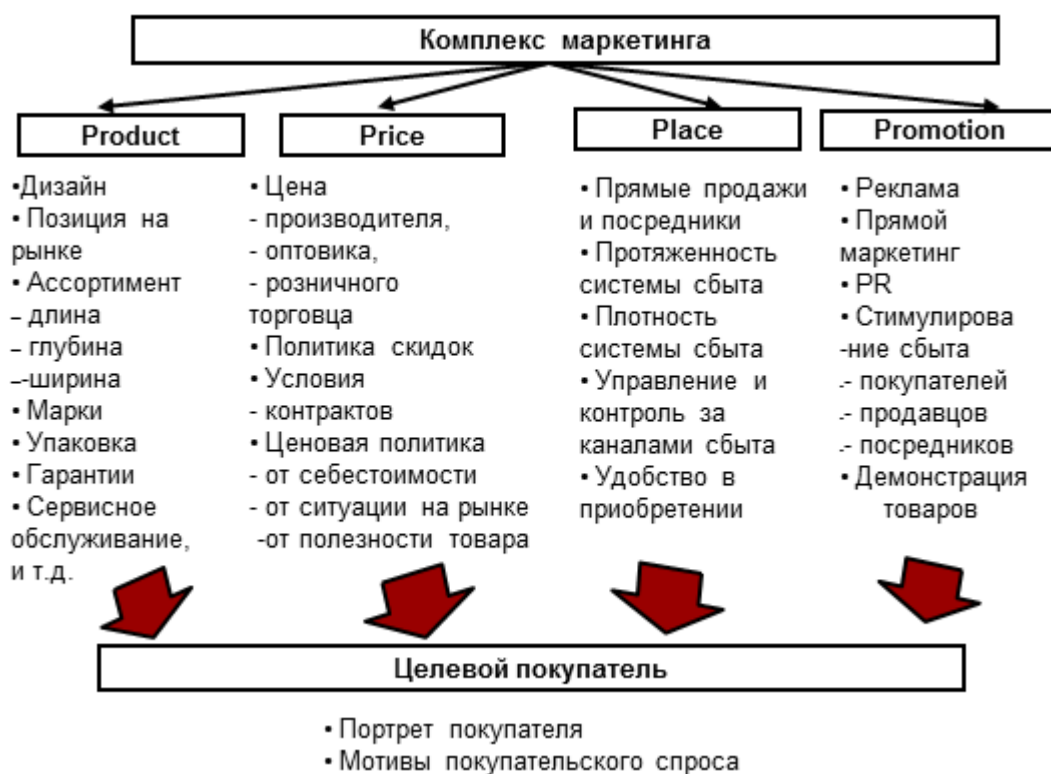 Комплекс маркетинга
Product
•Дизайн
• Позиция на
рынке
• Ассортимент
– длина
– глубина
–-ширина
• Марки
• Упаковка
• Гарантии
• Сервисное
обслуживание,
и т.д.
Price
• Цена
- производителя,
- оптовика,
- розничного
торговца
• Политика скидок
• Условия
- контрактов
• Ценовая политика
- от себестоимости
- от ситуации на рынке
-от полезности товара
Place
• Прямые продажи
и посредники
• Протяженность
системы сбыта
• Плотность
системы сбыта
• Управление и
контроль за
каналами сбыта
• Удобство в
приобретении
Promotion
• Реклама
• Прямой
маркетинг
• PR
• Стимулирова
-ние сбыта
.- покупателей
.- продавцов
.- посредников
• Демонстрация
товаров
Целевой покупатель
• Портрет покупателя
• Мотивы покупательского спроса